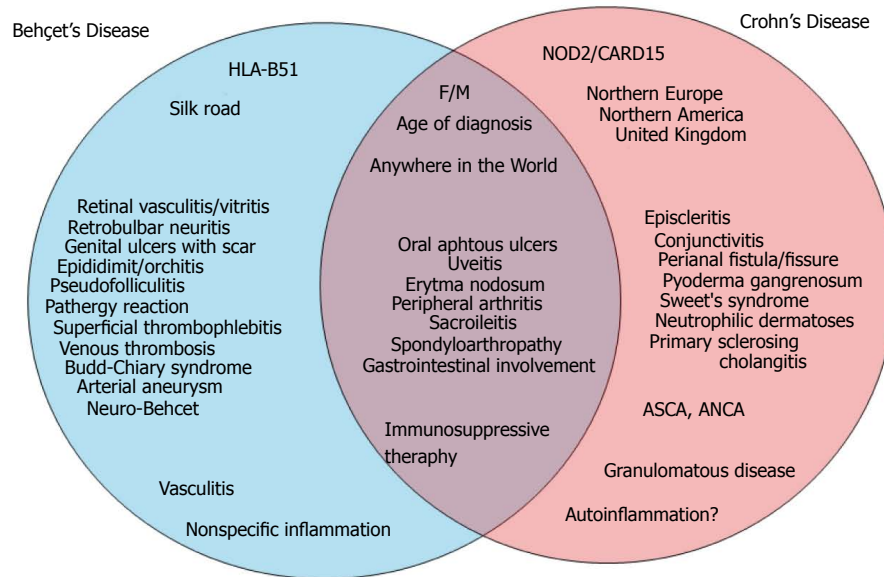 Behçet's Disease
Crohn's Disease
HLA-B51
Silk road
Retinal vasculitis/vitritis
Retrobulbar neuritis
Genital ulcers with scar
Epididimit/orchitis
Pseudofolliculitis
Pathergy reaction
Superficial thrombophlebitis
Venous thrombosis
Budd-Chiary syndrome
Arterial aneurysm
Neuro-Behcet
Vasculitis
Nonspecific inflammation
F/M
Age of diagnosis
Anywhere in the World
Oral aphtous ulcers
Uveitis
Erytma nodosum
Peripheral arthritis
Sacroileitis
Spondyloarthropathy
Gastrointestinal involvement
Immunosuppressive
theraphy
NOD2/CARD15
Northern Europe
Northern America
United Kingdom
Episcleritis
Conjunctivitis
Perianal fistula/fissure
Pyoderma gangrenosum
Sweet's syndrome
Neutrophilic dermatoses
Primary sclerosing
cholangitis
ASCA, ANCA
Granulomatous disease
Autoinflammation?